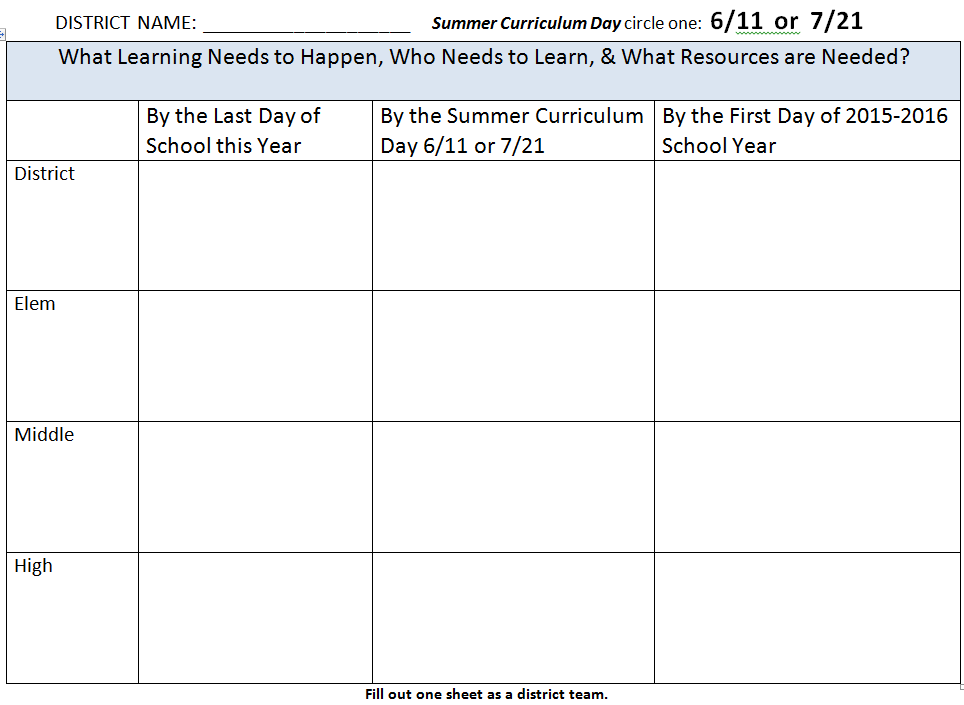 DISTRICT NAME: ____________________ Summer Curriculum Day circle one: 6/11 or 7/21
What Learning Needs to Happen, Who Needs to Learn, & What Resources are Needed?
By the Last Day of
School this Year
By the Summer Curriculum
Day 6/11 or 7/21
By the First Day of 2015-2016
School Year
District
Elem
Middle
High
Fill out one sheet as a district team.